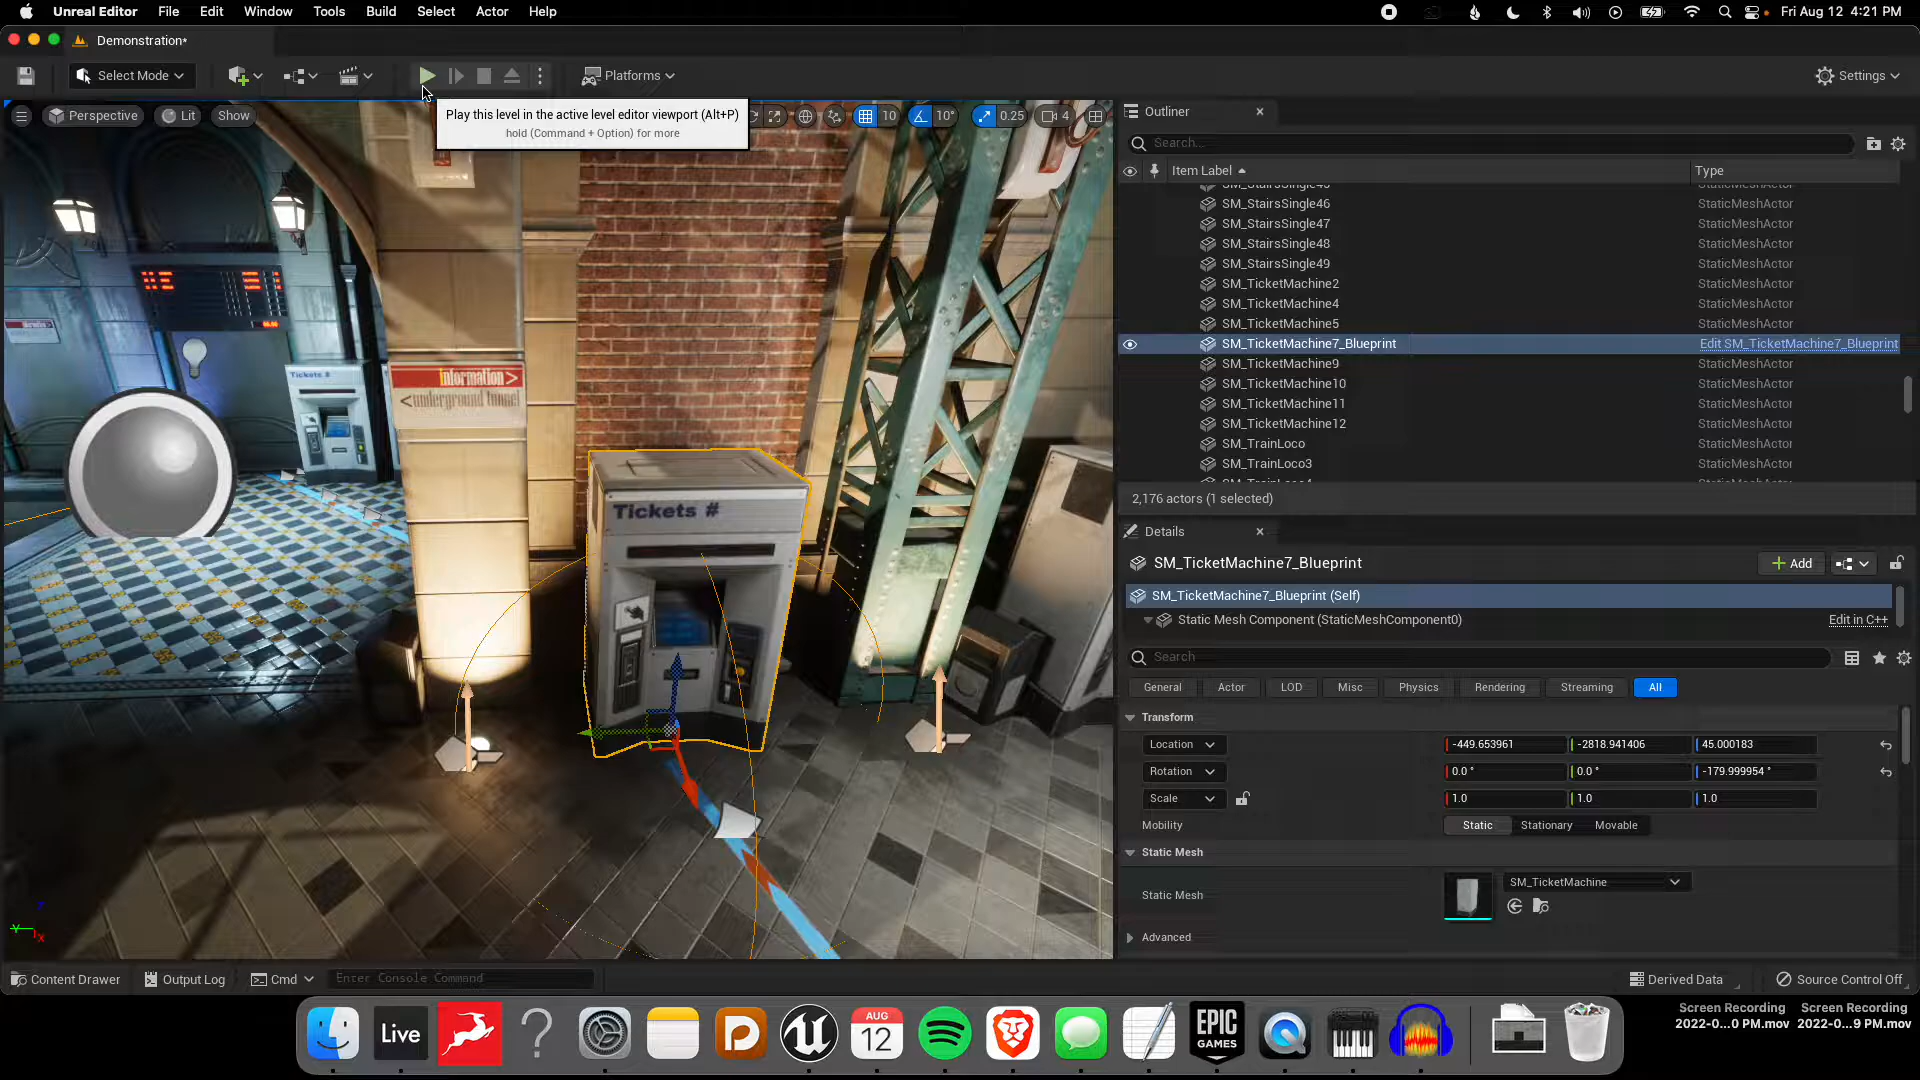 Unreal Editor File Edit Window Tools Build Select Actor Help Fri Aug 12 4:21 PM
Demonstration*
Select Mode Platforms Settings
Play this level in the active level editor viewport (Alt+P)
hold (Command + Option) for more
Perspective Lit Show 10 10° 0.25 4
Outliner
Search...
Item Label Type
SM_StairsSingle46 StaticMeshActor
SM_StairsSingle47 StaticMeshActor
SM_StairsSingle48 StaticMeshActor
SM_StairsSingle49 StaticMeshActor
SM_TicketMachine2 StaticMeshActor
SM_TicketMachine4 StaticMeshActor
SM_TicketMachine5 StaticMeshActor
SM_TicketMachine7_Blueprint Edit SM_TicketMachine7_Blueprint
SM_TicketMachine9 StaticMeshActor
SM_TicketMachine10 StaticMeshActor
SM_TicketMachine11 StaticMeshActor
SM_TicketMachine12 StaticMeshActor
SM_TrainLoco StaticMeshActor
SM_TrainLoco3 StaticMeshActor
2,176 actors (1 selected)
Details
SM_TicketMachine7_Blueprint Add
SM_TicketMachine7_Blueprint (Self)
Static Mesh Component (StaticMeshComponent0) Edit in C++
Search
General Actor LOD Misc Physics Rendering Streaming All
Transform
Location -449.653961 -2818.941406 45.000183
Rotation 0.0 ° 0.0 ° -179.999954 °
Scale 1.0 1.0 1.0
Mobility Static Stationary Movable
Static Mesh
Static Mesh SM_TicketMachine
Advanced
Tickets #
information>
<underground tunnel
Tickets #
Content Drawer Output Log Cmd Enter Console Command Derived Data Source Control Off
Live AUG 12 EPIC GAMES
Screen Recording 2022-0...0 PM.mov
Screen Recording 2022-0...9 PM.mov